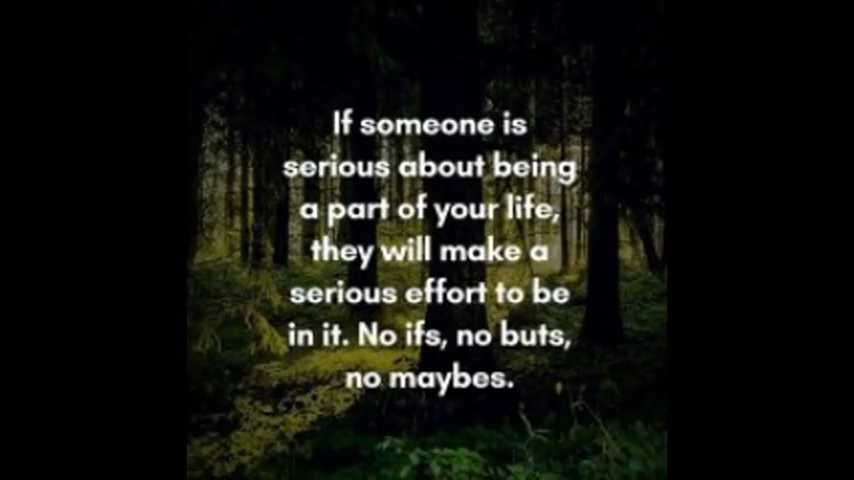 If someone is
serious about being
a part of your life,
they will make a
serious effort to be
in it. No ifs, no buts,
no maybes.